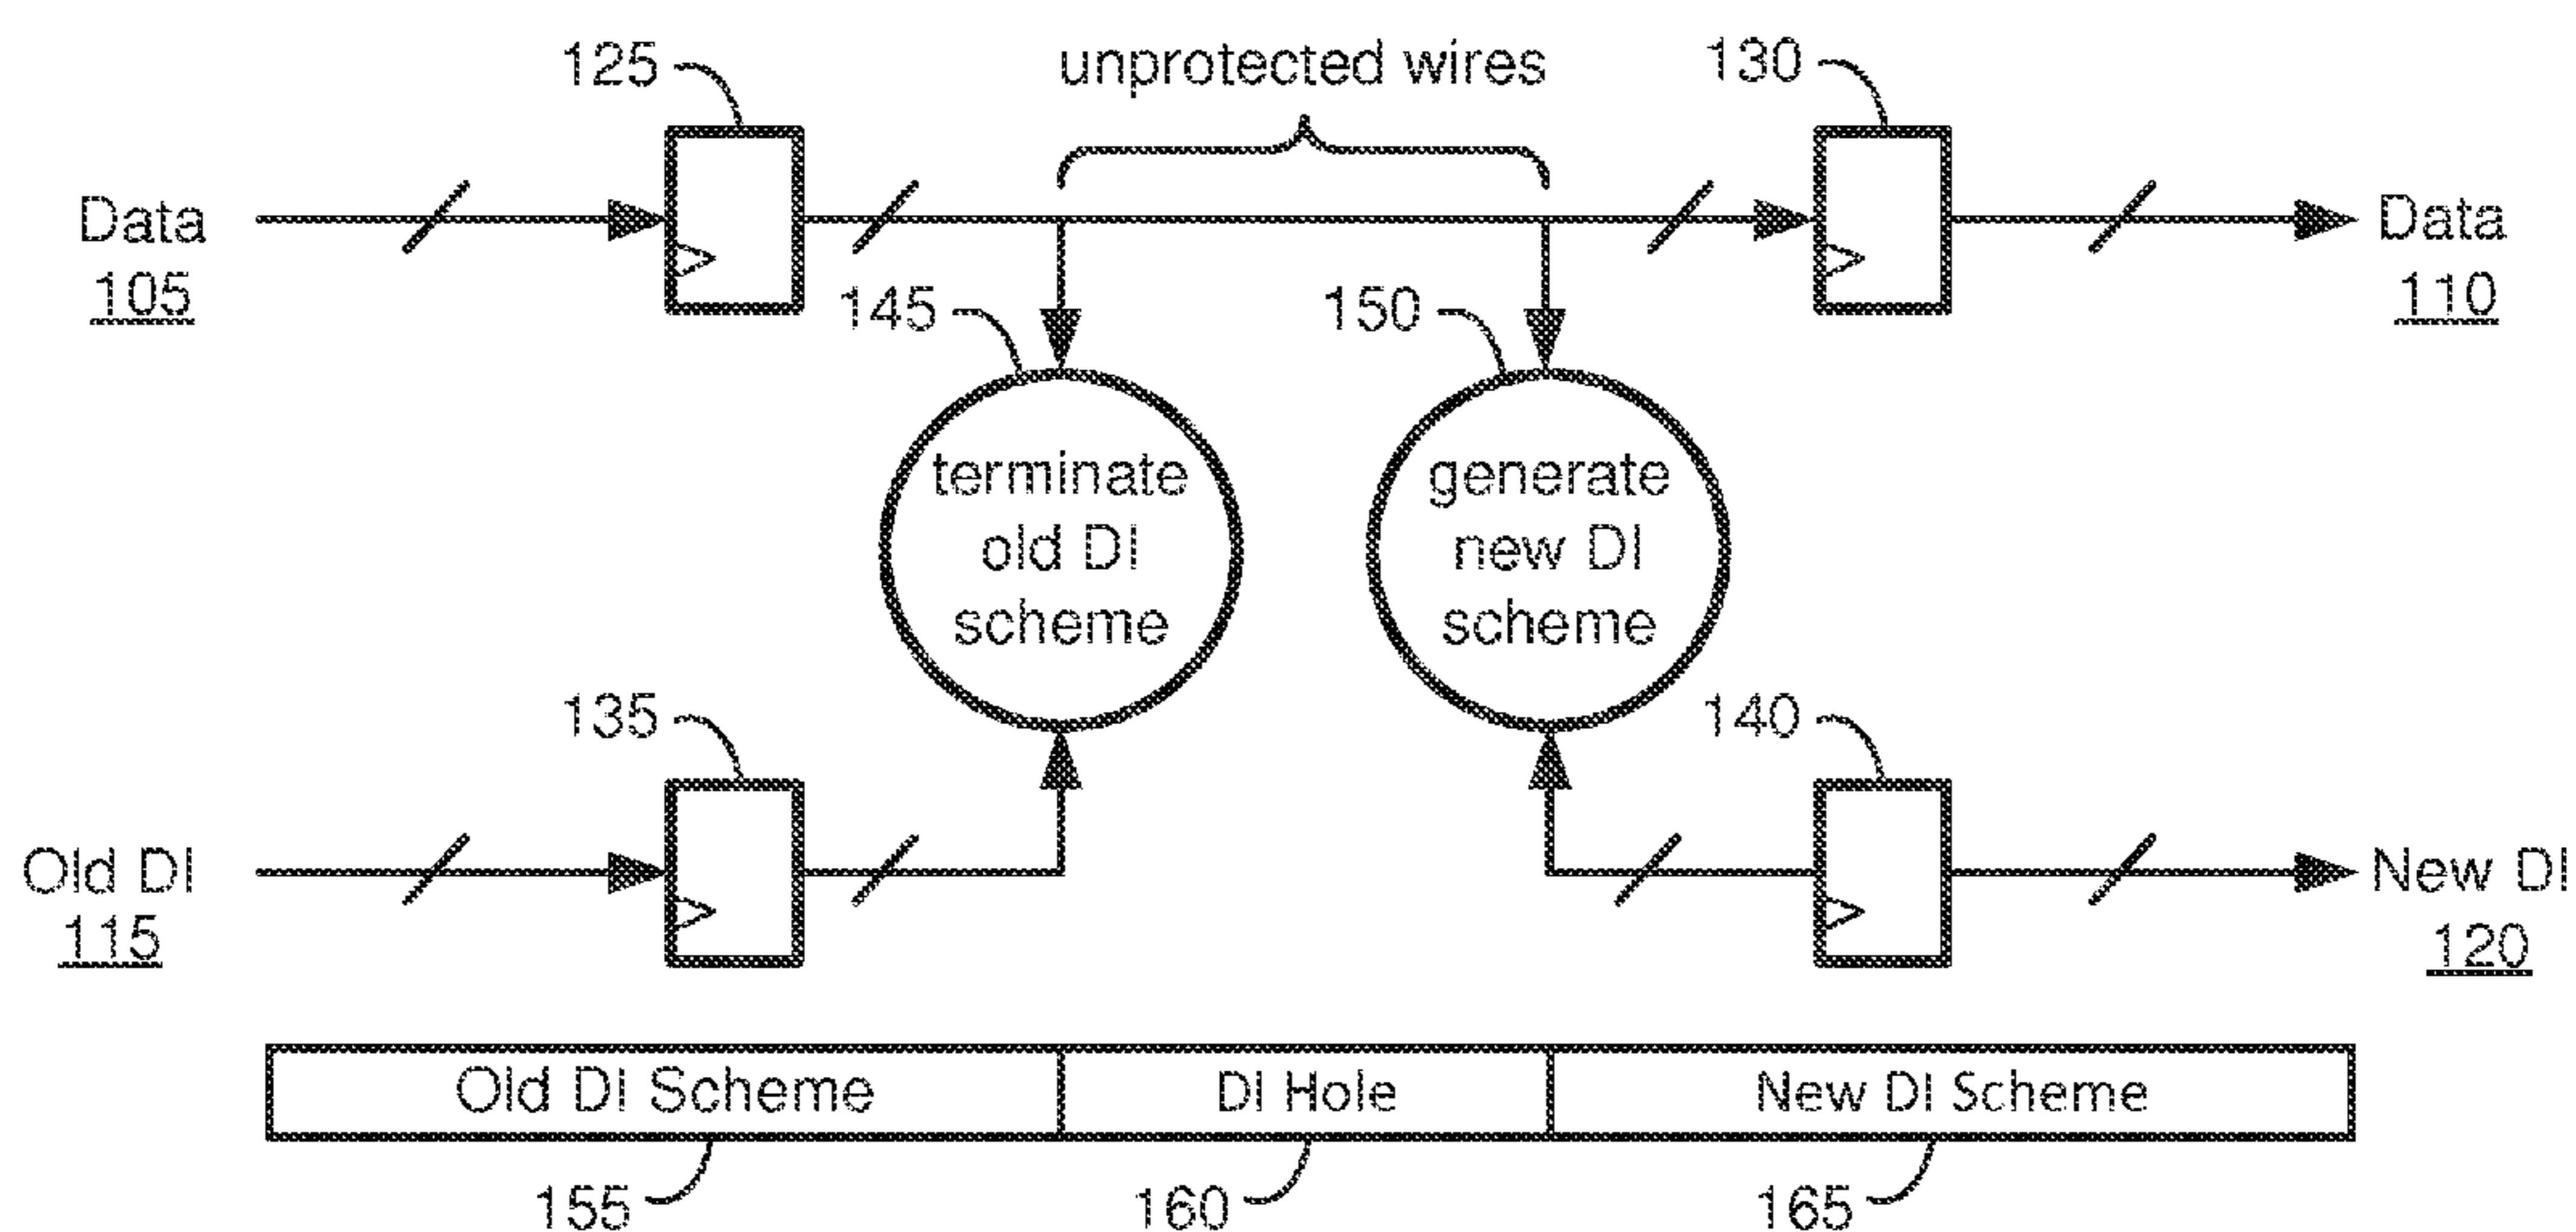 125
unprotected wires
130
Data
105
Data
110
145
150
terminate
old DI
scheme
generate
new DI
scheme
135
140
Old DI
115
New DI
120
Old DI Scheme
DI Hole
New DI Scheme
155
160
165